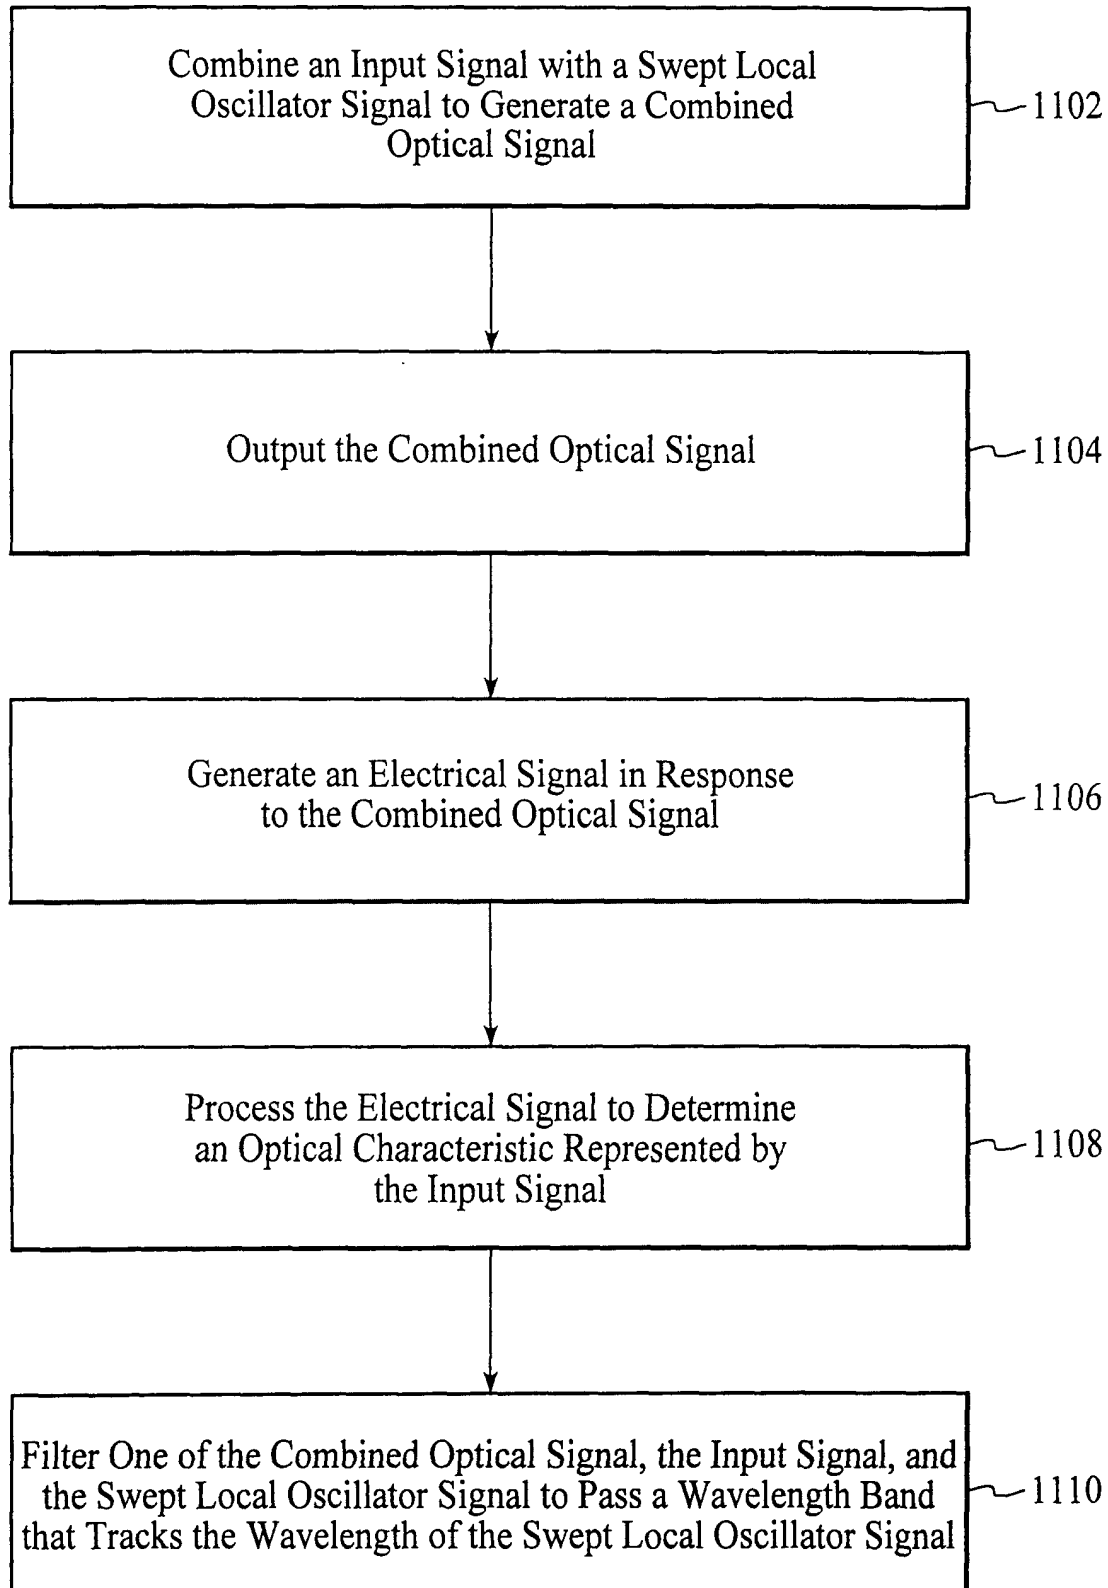 Combine an Input Signal with a Swept Local
Oscillator Signal to Generate a Combined
Optical Signal
1102
Output the Combined Optical Signal
1104
Generate an Electrical Signal in Response
to the Combined Optical Signal
1106
Process the Electrical Signal to Determine
an Optical Characteristic Represented by
the Input Signal
1108
Filter One of the Combined Optical Signal, the Input Signal, and
the Swept Local Oscillator Signal to Pass a Wavelength Band
that Tracks the Wavelength of the Swept Local Oscillator Signal
1110